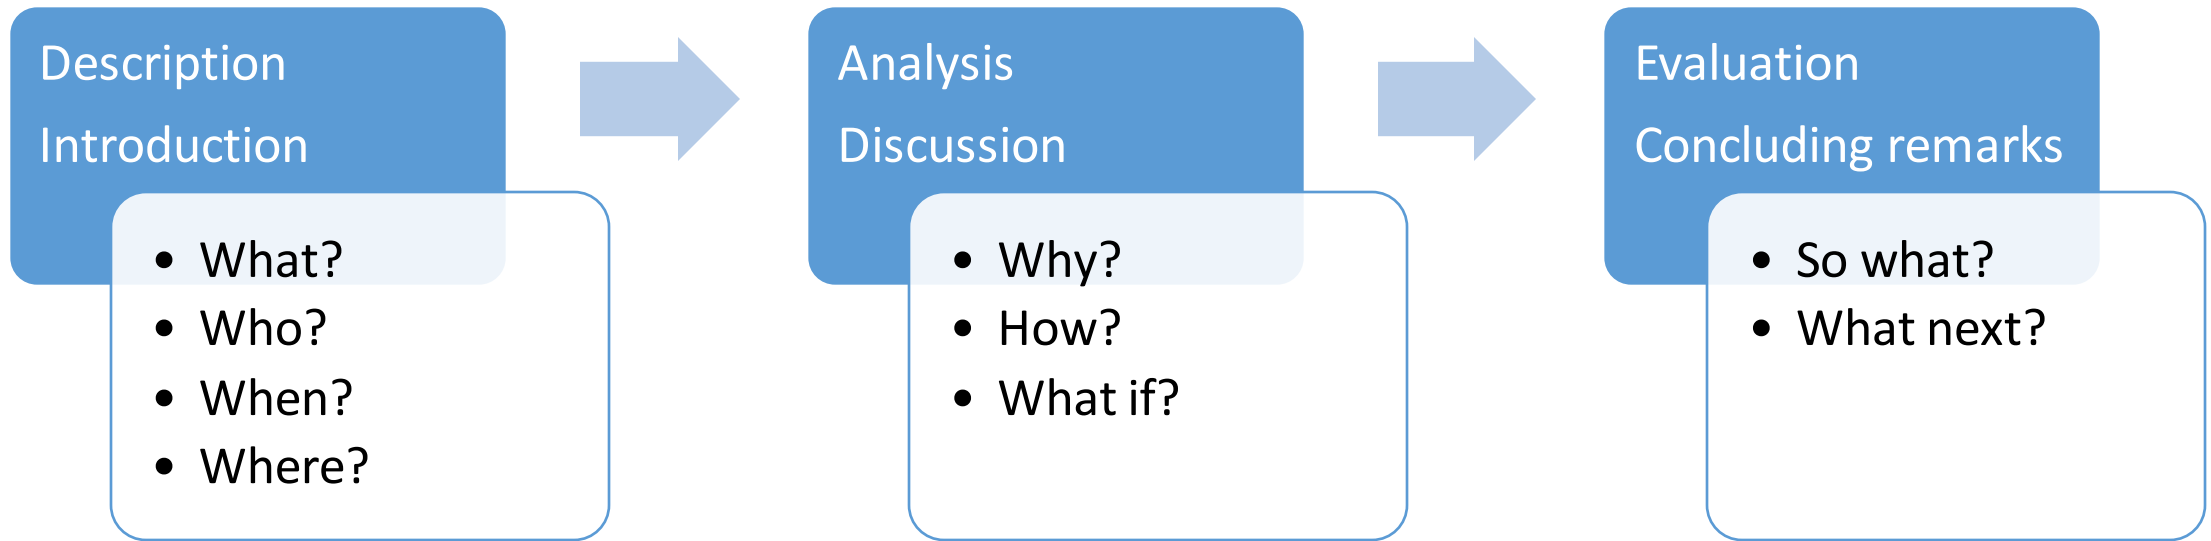 Description
Introduction
• What?
• Who?
• When?
• Where?
Analysis
Discussion
• Why?
• How?
• What if?
Evaluation
Concluding remarks
• So what?
• What next?